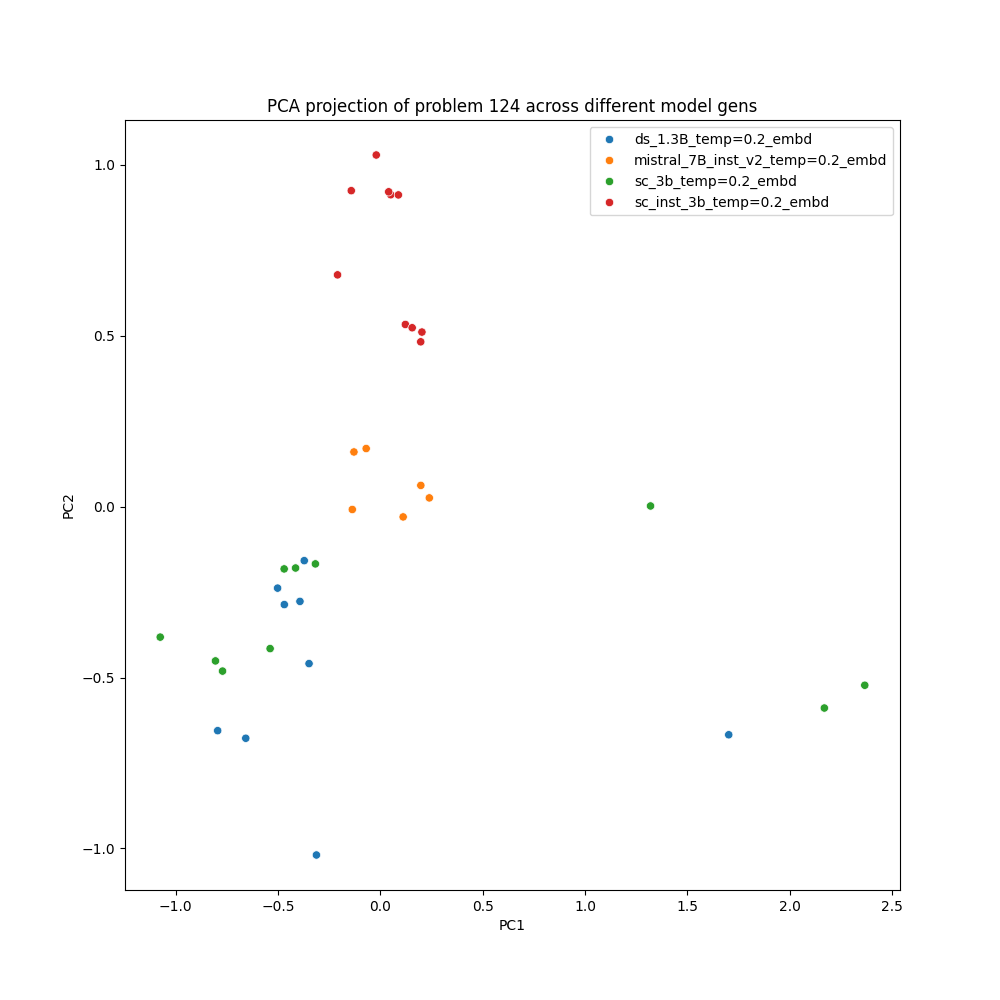 PCA projection of problem 124 across different model gens
ds_1.3B_temp=0.2_embd
mistral_7B_inst_v2_temp=0.2_embd
sc_3b_temp=0.2_embd
sc_inst_3b_temp=0.2_embd
1.0
0.5
0.0
−0.5
−1.0
PC2
−1.0 −0.5 0.0 0.5 1.0 1.5 2.0 2.5
PC1